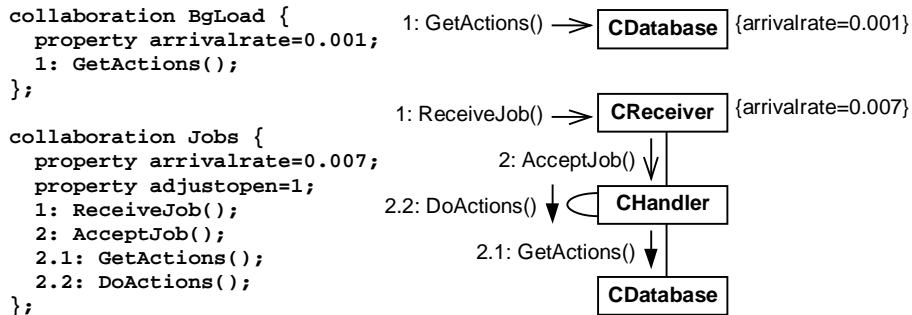 collaboration BgLoad {
property arrivalrate=0.001;
1: GetActions();
};
collaboration Jobs {
property arrivalrate=0.007;
property adjustopen=1;
1: ReceiveJob();
2: AcceptJob();
2.1: GetActions();
2.2: DoActions();
};
1: GetActions()
CDatabase
{arrivalrate=0.001}
1: ReceiveJob()
CReceiver
{arrivalrate=0.007}
2: AcceptJob()
2.2: DoActions()
CHandler
2.1: GetActions()
CDatabase